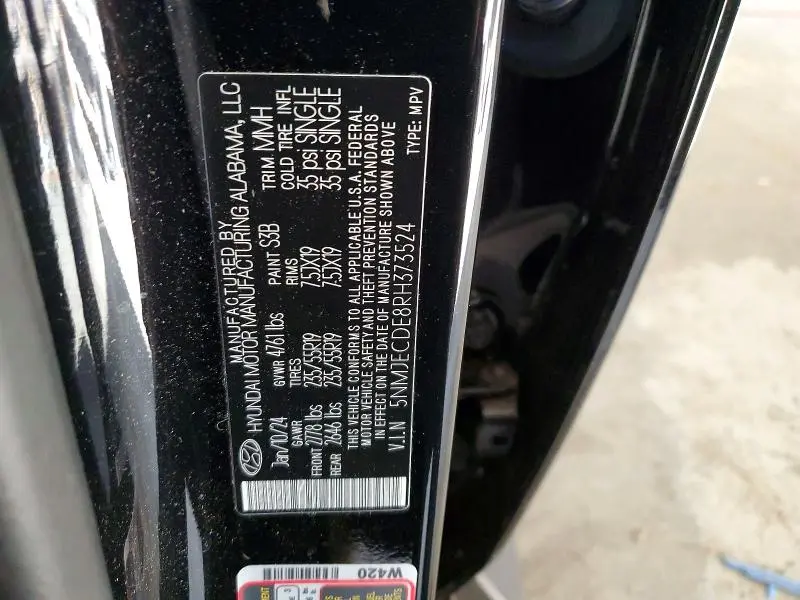 MANUFACTURED BY
HYUNDAI MOTOR MANUFACTURING ALABAMA, LLC
Jan/10/24 GVWR 4761 lbs PAINT S3B TRIM MMH
GAWR TIRES RIMS COLD TIRE INFL
FRONT 2778 lbs 235/55R19 7.5JX19 35 psi SINGLE
REAR 2646 lbs 235/55R19 7.5JX19 35 psi SINGLE
THIS VEHICLE CONFORMS TO ALL APPLICABLE U.S.A. FEDERAL
MOTOR VEHICLE SAFETY AND THEFT PREVENTION STANDARDS
IN EFFECT ON THE DATE OF MANUFACTURE SHOWN ABOVE
V.I.N 5NMJECDE8RH373524 TYPE: MPV
W420